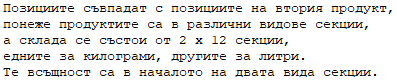 Позициите съвпадат с позициите на втория продукт,
понеже продуктите са в различни видове секции,
а склада се състои от 2 x 12 секции,
едните за килограми, другите за литри.
Те всъщност са в началото на двата вида секции.